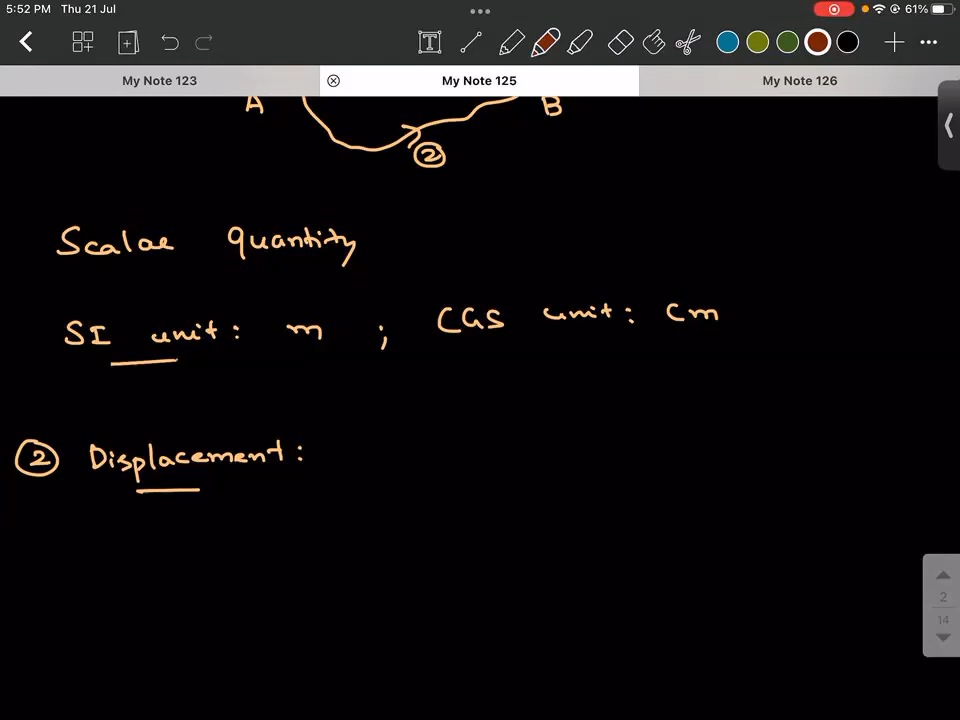 5:52 PM Thu 21 Jul 61%
My Note 123 My Note 125 My Note 126
A B
2
Scalar quantity
SI unit: m ; CGS unit: cm
2 Displacement:
2
14